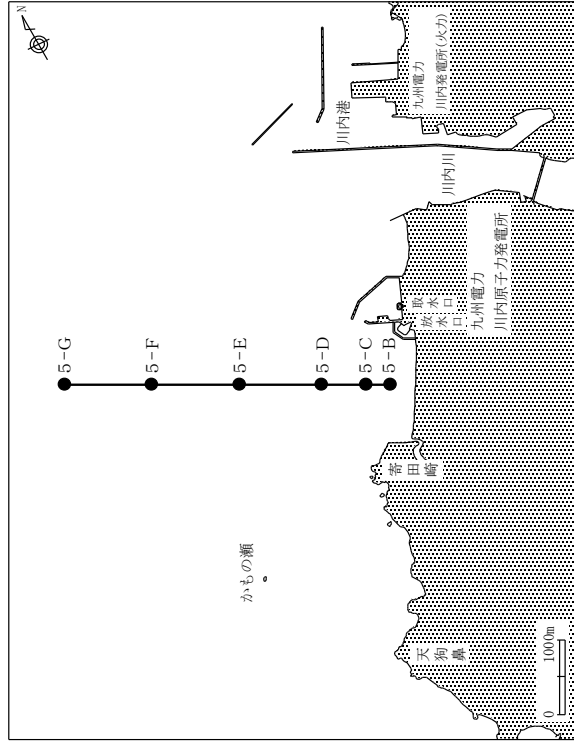 N
九州電力
川内発電所(火力)
川内港
川内川
九州電力
川内原子力発電所
取水口
放水口
5-G
5-F
5-E
5-D
5-C
5-B
寄田崎
かもの瀬
天狗鼻
0 1000m